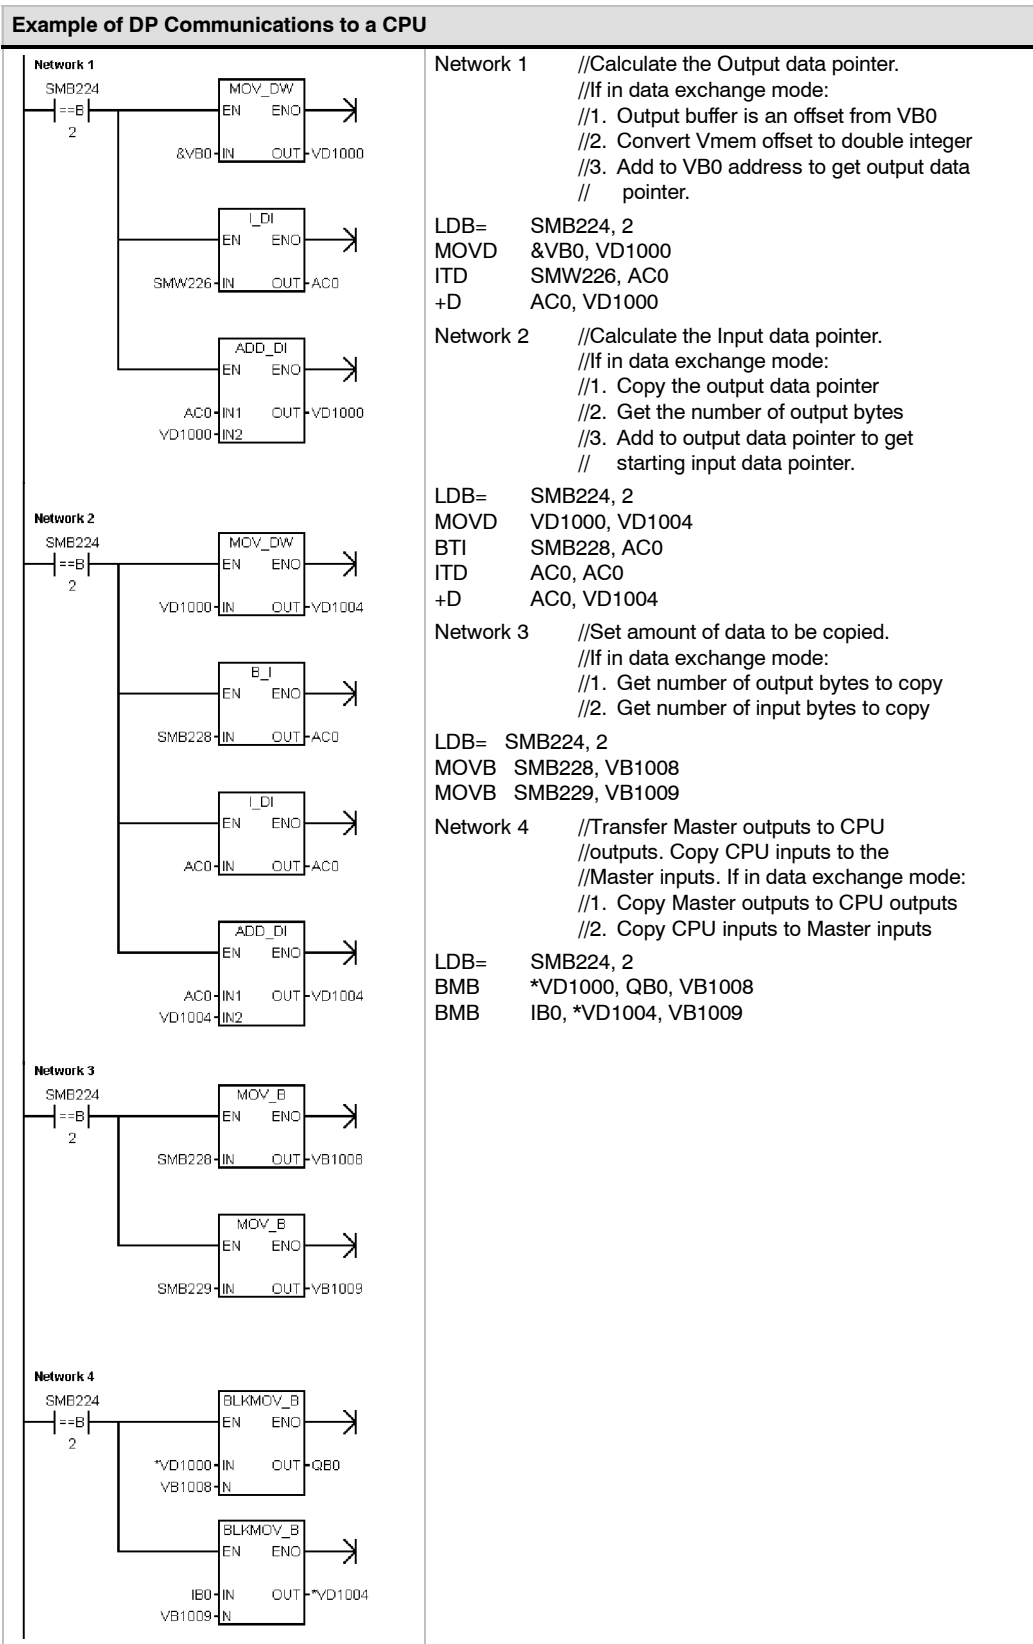 Example of DP Communications to a CPU
Network 1
SMB224
==B
2
MOV_DW
EN ENO
&VB0 IN OUT VD1000
I_DI
EN ENO
SMW226 IN OUT AC0
ADD_DI
EN ENO
AC0 IN1 OUT VD1000
VD1000 IN2
Network 2
SMB224
==B
2
MOV_DW
EN ENO
VD1000 IN OUT VD1004
B_I
EN ENO
SMB228 IN OUT AC0
I_DI
EN ENO
AC0 IN OUT AC0
ADD_DI
EN ENO
AC0 IN1 OUT VD1004
VD1004 IN2
Network 3
SMB224
==B
2
MOV_B
EN ENO
SMB228 IN OUT VB1008
MOV_B
EN ENO
SMB229 IN OUT VB1009
Network 4
SMB224
==B
2
BLKMOV_B
EN ENO
*VD1000 IN OUT QB0
VB1008 N
BLKMOV_B
EN ENO
IB0 IN OUT *VD1004
VB1009 N
Network 1 //Calculate the Output data pointer.
//If in data exchange mode:
//1. Output buffer is an offset from VB0
//2. Convert Vmem offset to double integer
//3. Add to VB0 address to get output data
// pointer.
LDB= SMB224, 2
MOVD &VB0, VD1000
ITD SMW226, AC0
+D AC0, VD1000
Network 2 //Calculate the Input data pointer.
//If in data exchange mode:
//1. Copy the output data pointer
//2. Get the number of output bytes
//3. Add to output data pointer to get
// starting input data pointer.
LDB= SMB224, 2
MOVD VD1000, VD1004
BTI SMB228, AC0
ITD AC0, AC0
+D AC0, VD1004
Network 3 //Set amount of data to be copied.
//If in data exchange mode:
//1. Get number of output bytes to copy
//2. Get number of input bytes to copy
LDB= SMB224, 2
MOVB SMB228, VB1008
MOVB SMB229, VB1009
Network 4 //Transfer Master outputs to CPU
//outputs. Copy CPU inputs to the
//Master inputs. If in data exchange mode:
//1. Copy Master outputs to CPU outputs
//2. Copy CPU inputs to Master inputs
LDB= SMB224, 2
BMB *VD1000, QB0, VB1008
BMB IB0, *VD1004, VB1009